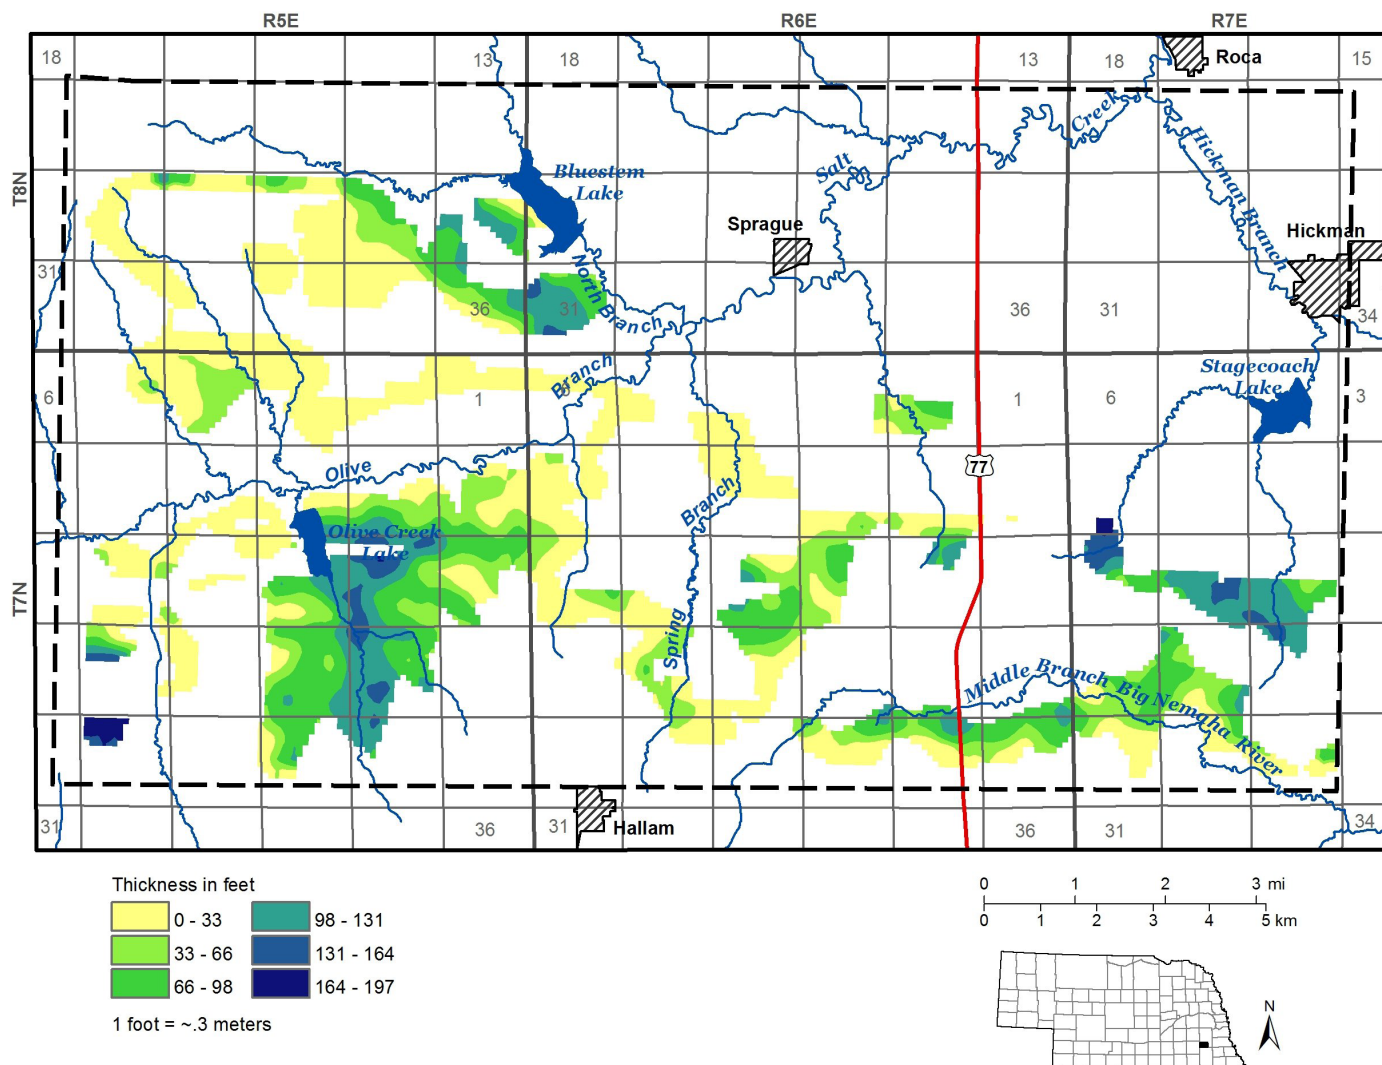 R5E R6E R7E
18 13 18 13 18 Roca 15
Creek
Salt
Hickman Branch
T8N
Bluestem
Lake
Sprague
Hickman
31 36 31 36 31 34
North Branch
Stagecoach
Lake
6 1 6 1 6 3
Branch
Olive
77
Branch
Olive Creek
Lake
T7N
Spring
Middle Branch Big Nemaha River
31 36 31 Hallam 36 31 34
Thickness in feet
0 - 33 98 - 131
33 - 66 131 - 164
66 - 98 164 - 197
1 foot = ~.3 meters
0 1 2 3 mi
0 1 2 3 4 5 km
N